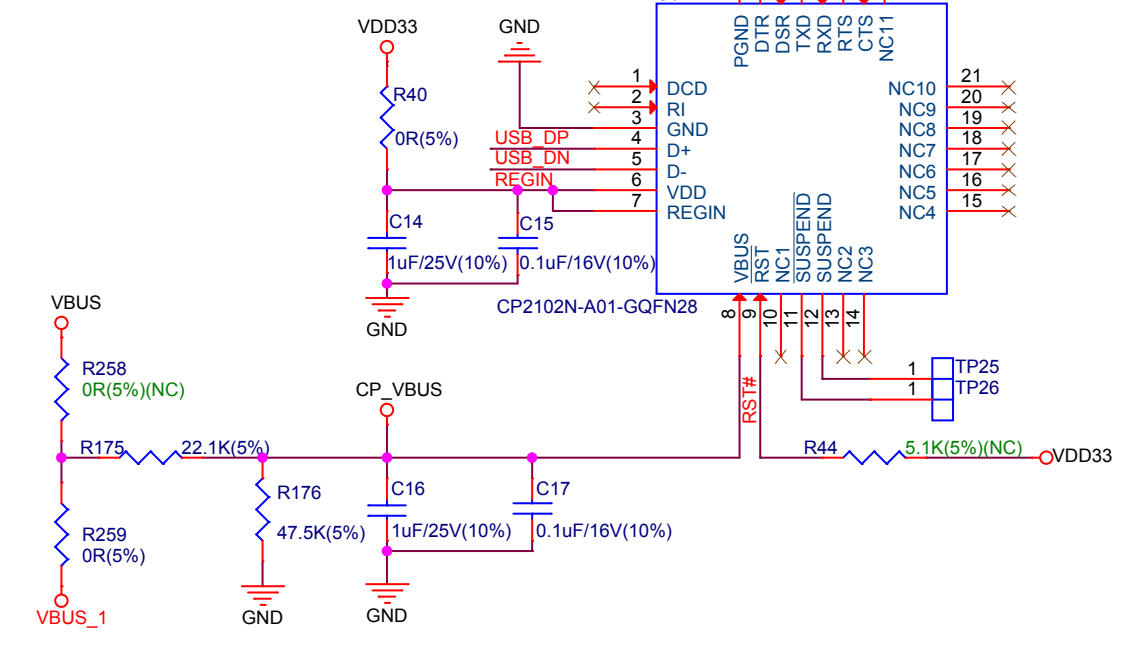 VDD33
GND
PGND
DTR
DSR
TXD
RXD
RTS
CTS
NC11
R40
0R(5%)
1
DCD
2
RI
3
GND
USB_DP
4
D+
USB_DN
5
D-
REGIN
6
VDD
7
REGIN
NC10
21
NC9
20
NC8
19
NC7
18
NC6
17
NC5
16
NC4
15
C14
1uF/25V(10%)
C15
0.1uF/16V(10%)
GND
VBUS
RST
NC1
SUSPEND
SUSPEND
NC2
NC3
CP2102N-A01-GQFN28
8
9
10
11
12
13
14
VBUS
R258
0R(5%)(NC)
CP_VBUS
RST#
1
TP25
1
TP26
R175
22.1K(5%)
R44
5.1K(5%)(NC)
VDD33
R176
47.5K(5%)
C16
1uF/25V(10%)
C17
0.1uF/16V(10%)
R259
0R(5%)
VBUS_1
GND
GND